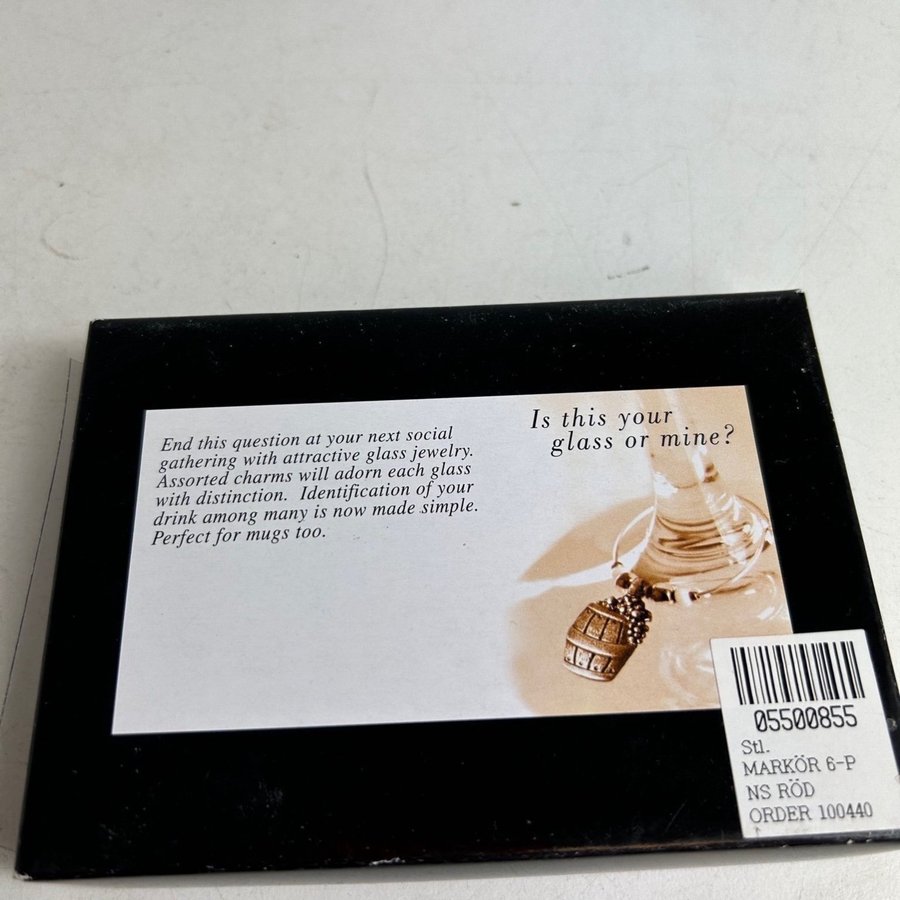 Is this your
glass or mine?
End this question at your next social
gathering with attractive glass jewelry.
Assorted charms will adorn each glass
with distinction.  Identification of your
drink among many is now made simple.
Perfect for mugs too.
05500855
Stl.
MARKÖR 6-P
NS RÖD
ORDER 100440